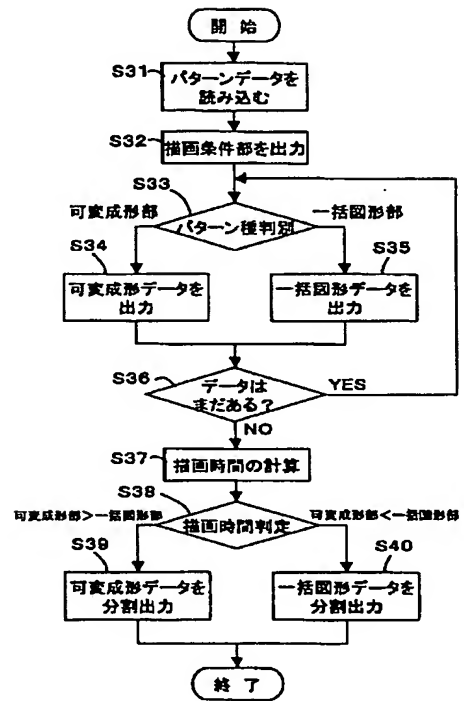 開 始
S31
パターンデータを
読み込む
S32
描画条件部を出力
S33
可変成形部
パターン種判別
一括図形部
S34
可変成形データを
出力
S35
一括図形データを
出力
S36
データは
まだある？
YES
NO
S37
描画時間の計算
S38
可変成形部＞一括図形部
描画時間判定
可変成形部＜一括図形部
S39
可変成形データを
分割出力
S40
一括図形データを
分割出力
終 了